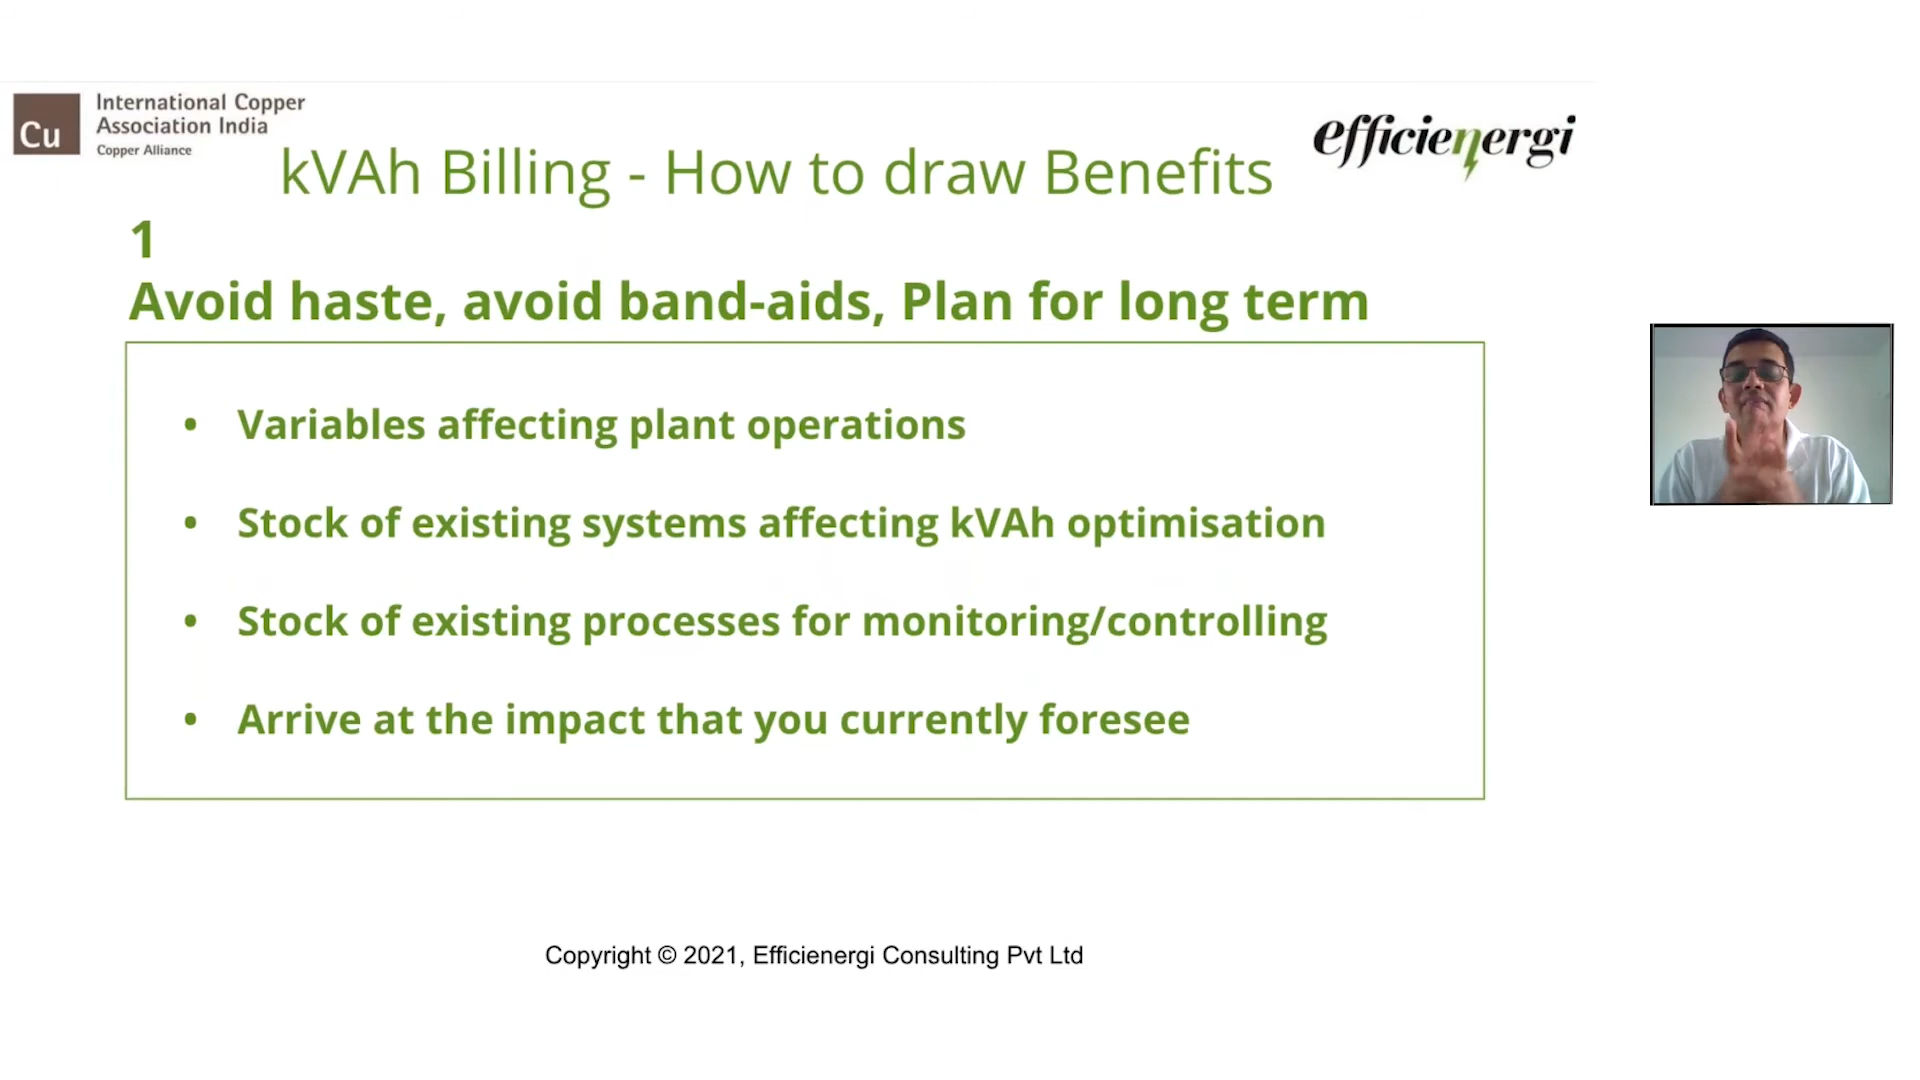 International Copper
Association India
Copper Alliance
Cu
efficienergi
kVAh Billing - How to draw Benefits
1
Avoid haste, avoid band-aids, Plan for long term
• Variables affecting plant operations
• Stock of existing systems affecting kVAh optimisation
• Stock of existing processes for monitoring/controlling
• Arrive at the impact that you currently foresee
Copyright © 2021, Efficienergi Consulting Pvt Ltd